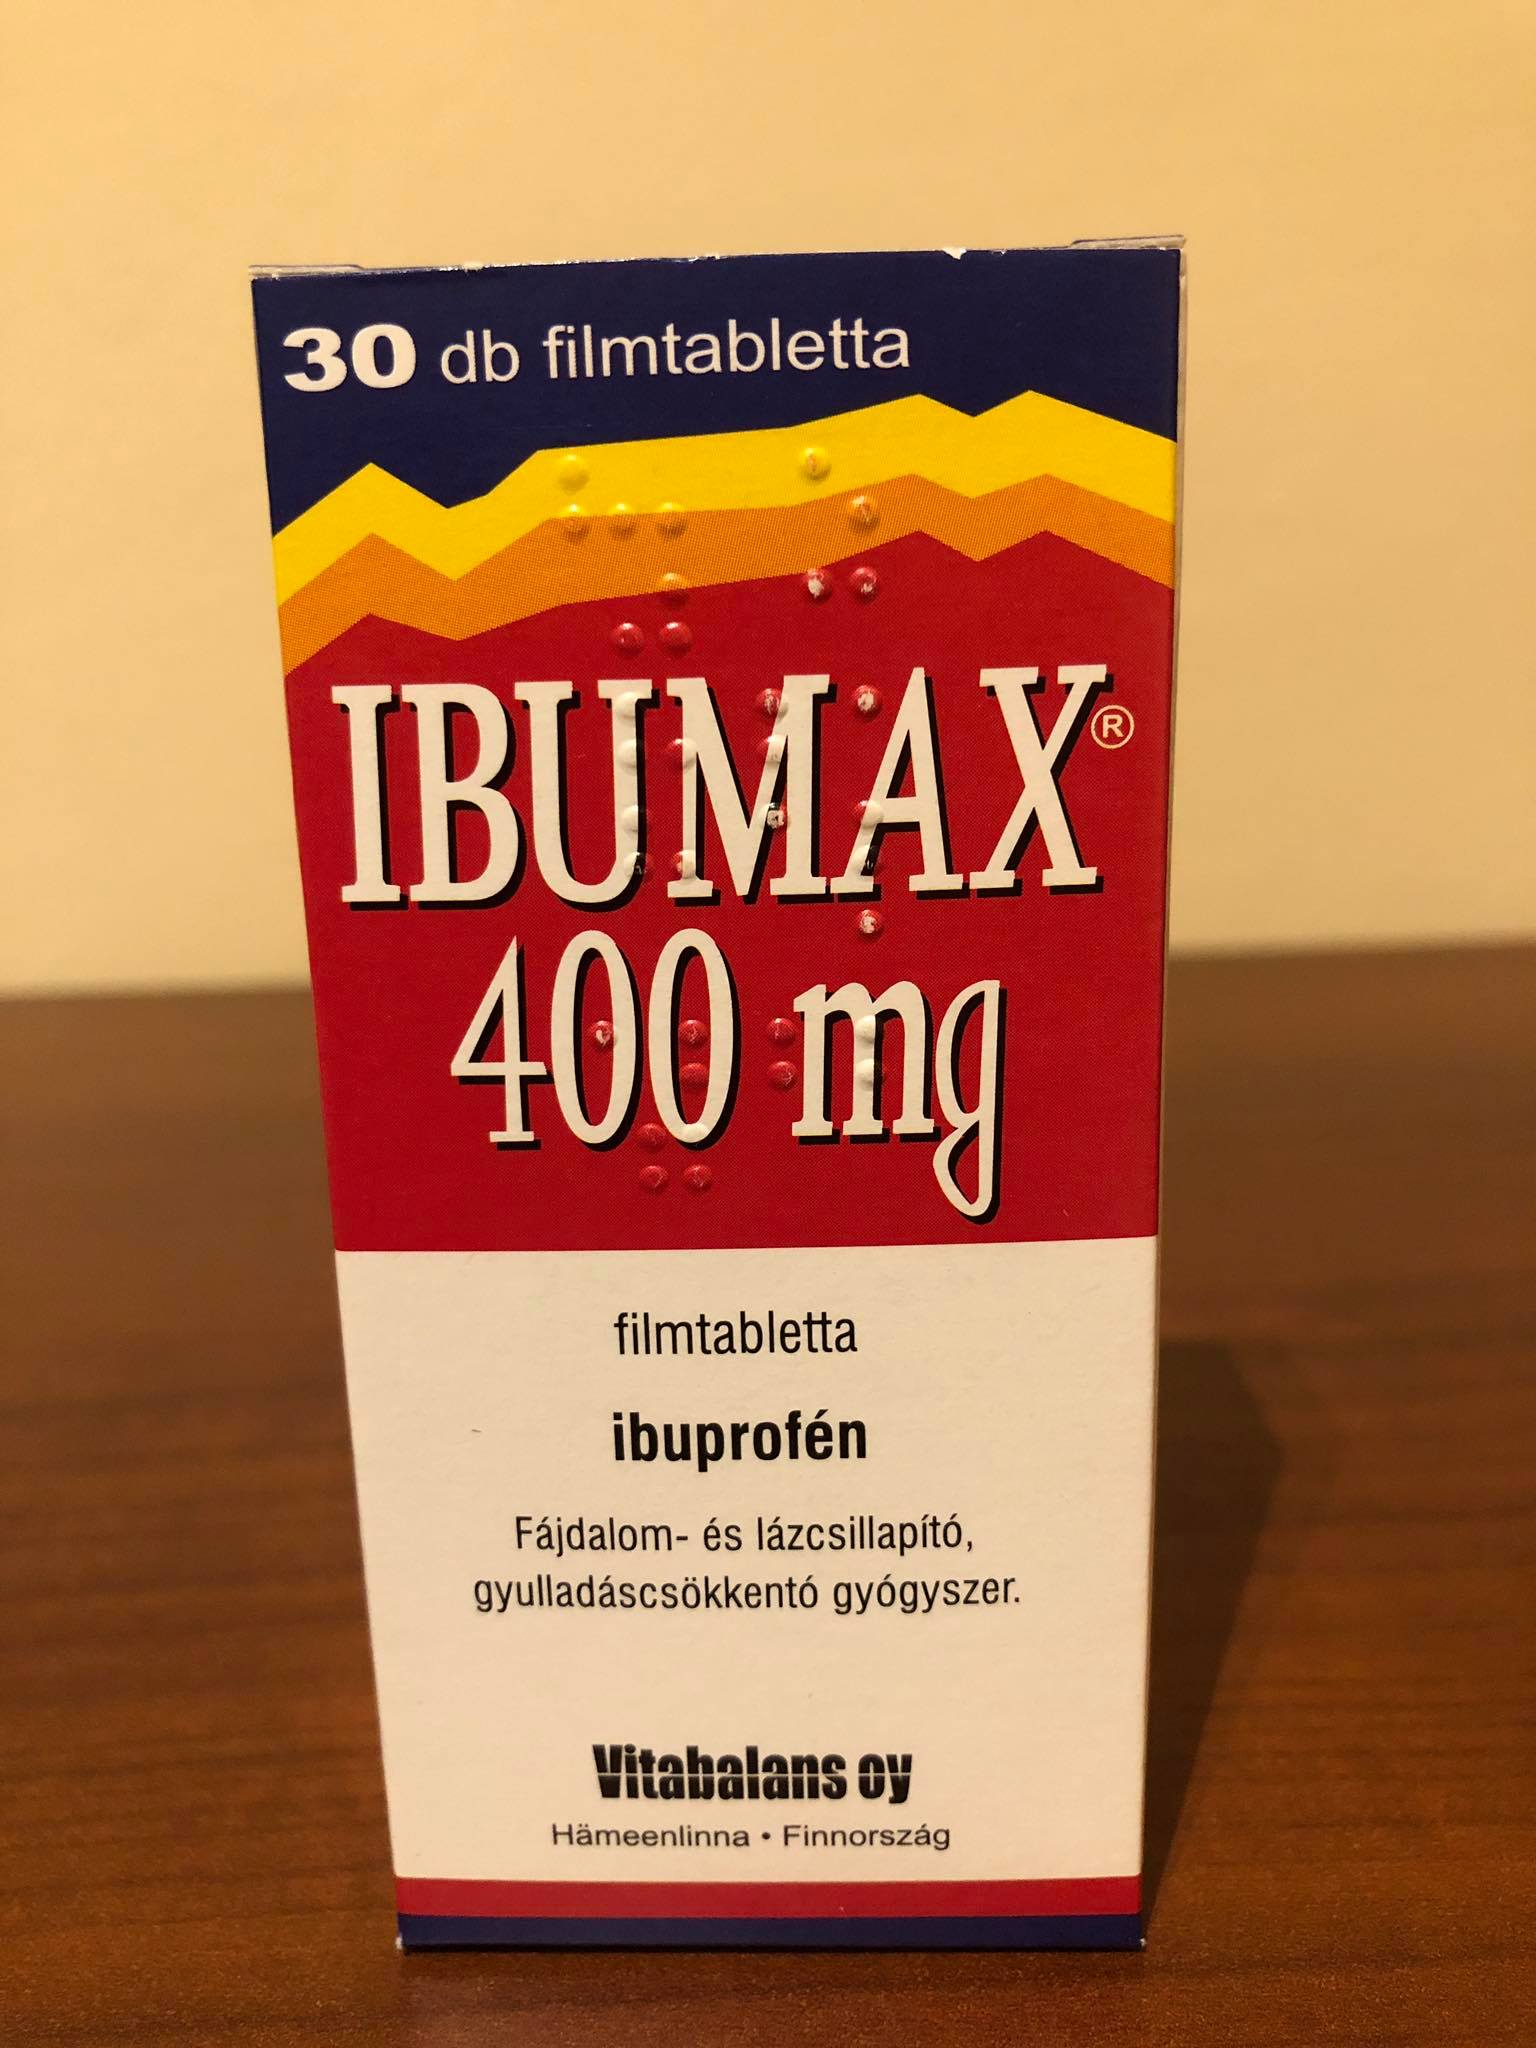 30 db filmtabletta
IBUMAX®
400 mg
filmtabletta
ibuprofén
Fájdalom- és lázcsillapító,
gyulladáscsökkentő gyógyszer.
Vitabalans oy
Hämeenlinna • Finnország